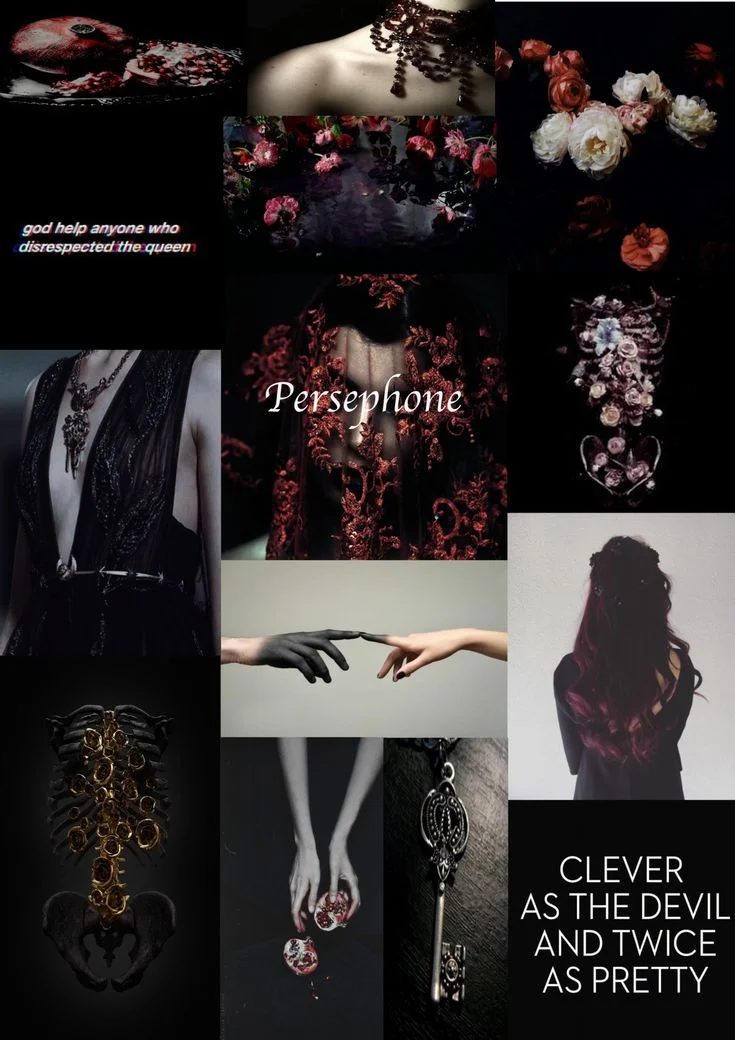 god help anyone who
disrespected the queen
Persephone
CLEVER
AS THE DEVIL
AND TWICE
AS PRETTY